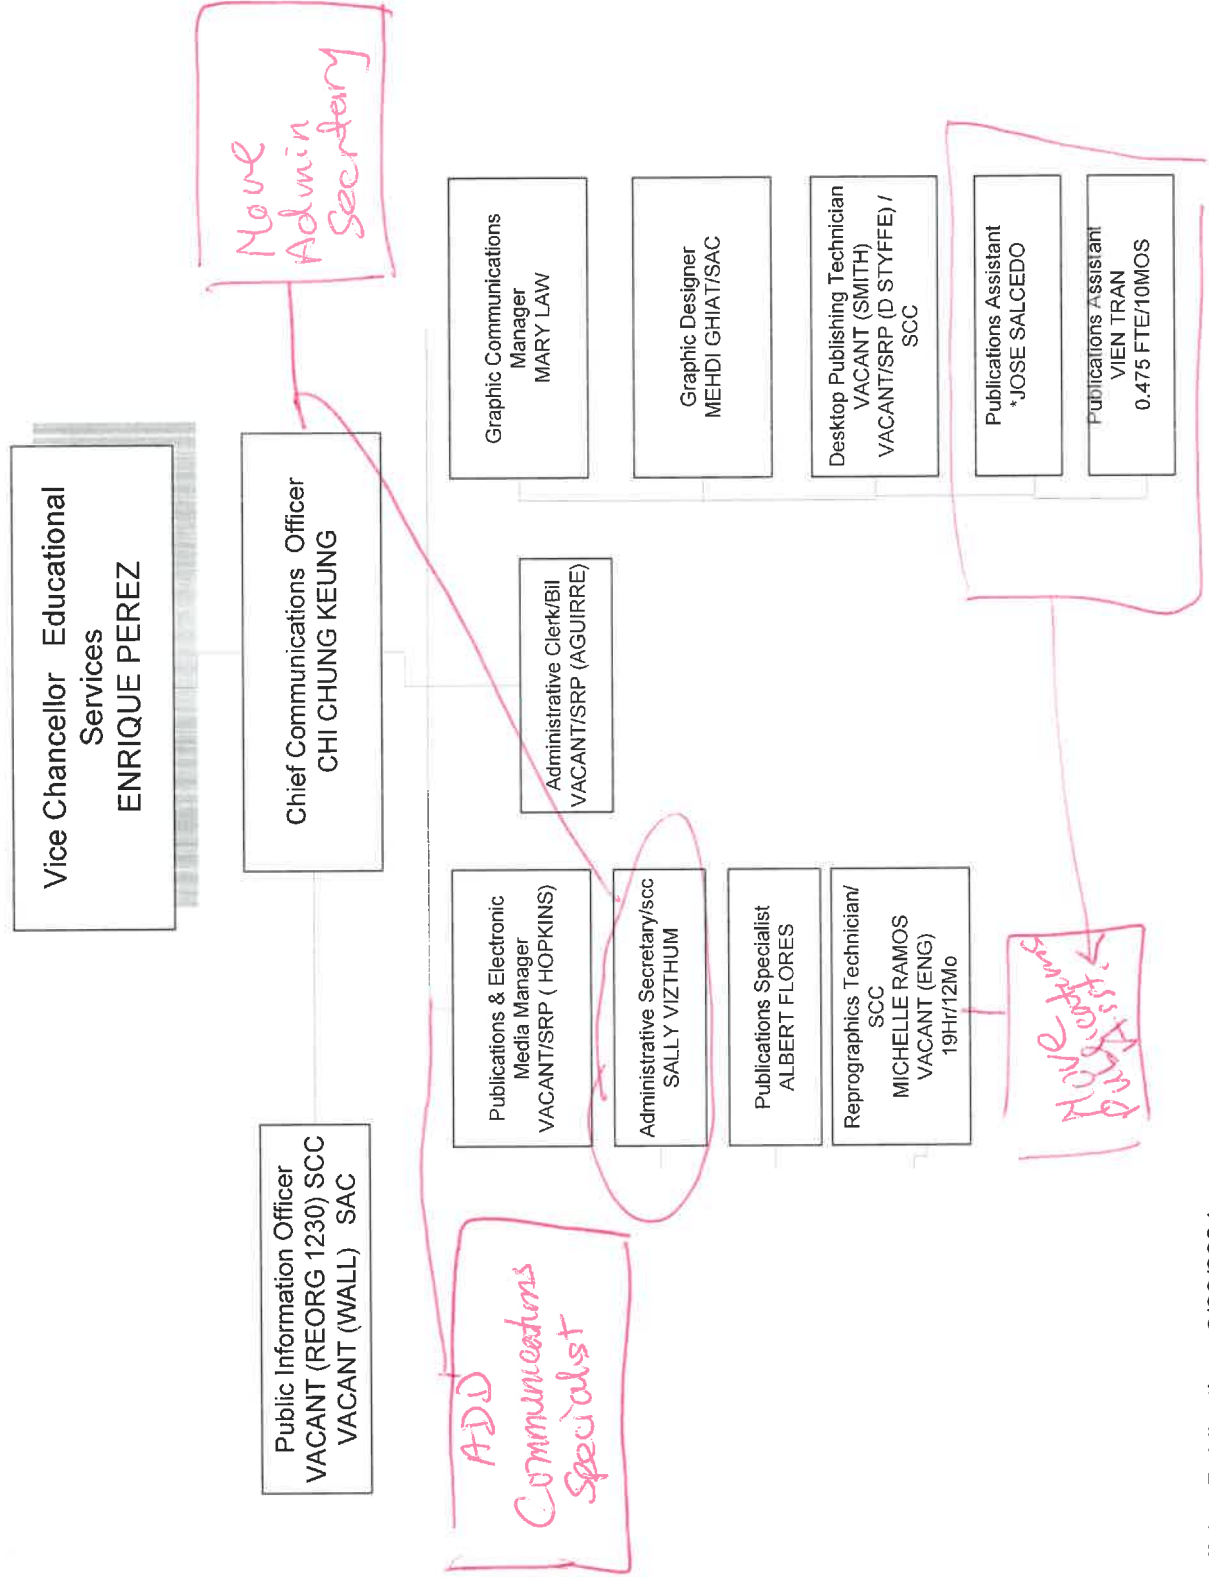 Vice Chancellor Educational
Services
ENRIQUE PEREZ
Chief Communications Officer
CHI CHUNG KEUNG
Move
Admin
Secretary
Public Information Officer
VACANT (REORG 1230) SCC
VACANT (WALL) SAC
ADD
Communications
Specialist
Publications & Electronic
Media Manager
VACANT/SRP ( HOPKINS)
Administrative Secretary/scc
SALLY VIZTHUM
Publications Specialist
ALBERT FLORES
Reprographics Technician/
SCC
MICHELLE RAMOS
VACANT (ENG)
19Hr/12Mo
Move
Publications
Asst.
Administrative Clerk/Bil
VACANT/SRP (AGUIRRE)
Graphic Communications
Manager
MARY LAW
Graphic Designer
MEHDI GHIAT/SAC
Desktop Publishing Technician
VACANT (SMITH)
VACANT/SRP (D STYFFE) /
SCC
Publications Assistant
*JOSE SALCEDO
Publications Assistant
VIEN TRAN
0.475 FTE/10MOS